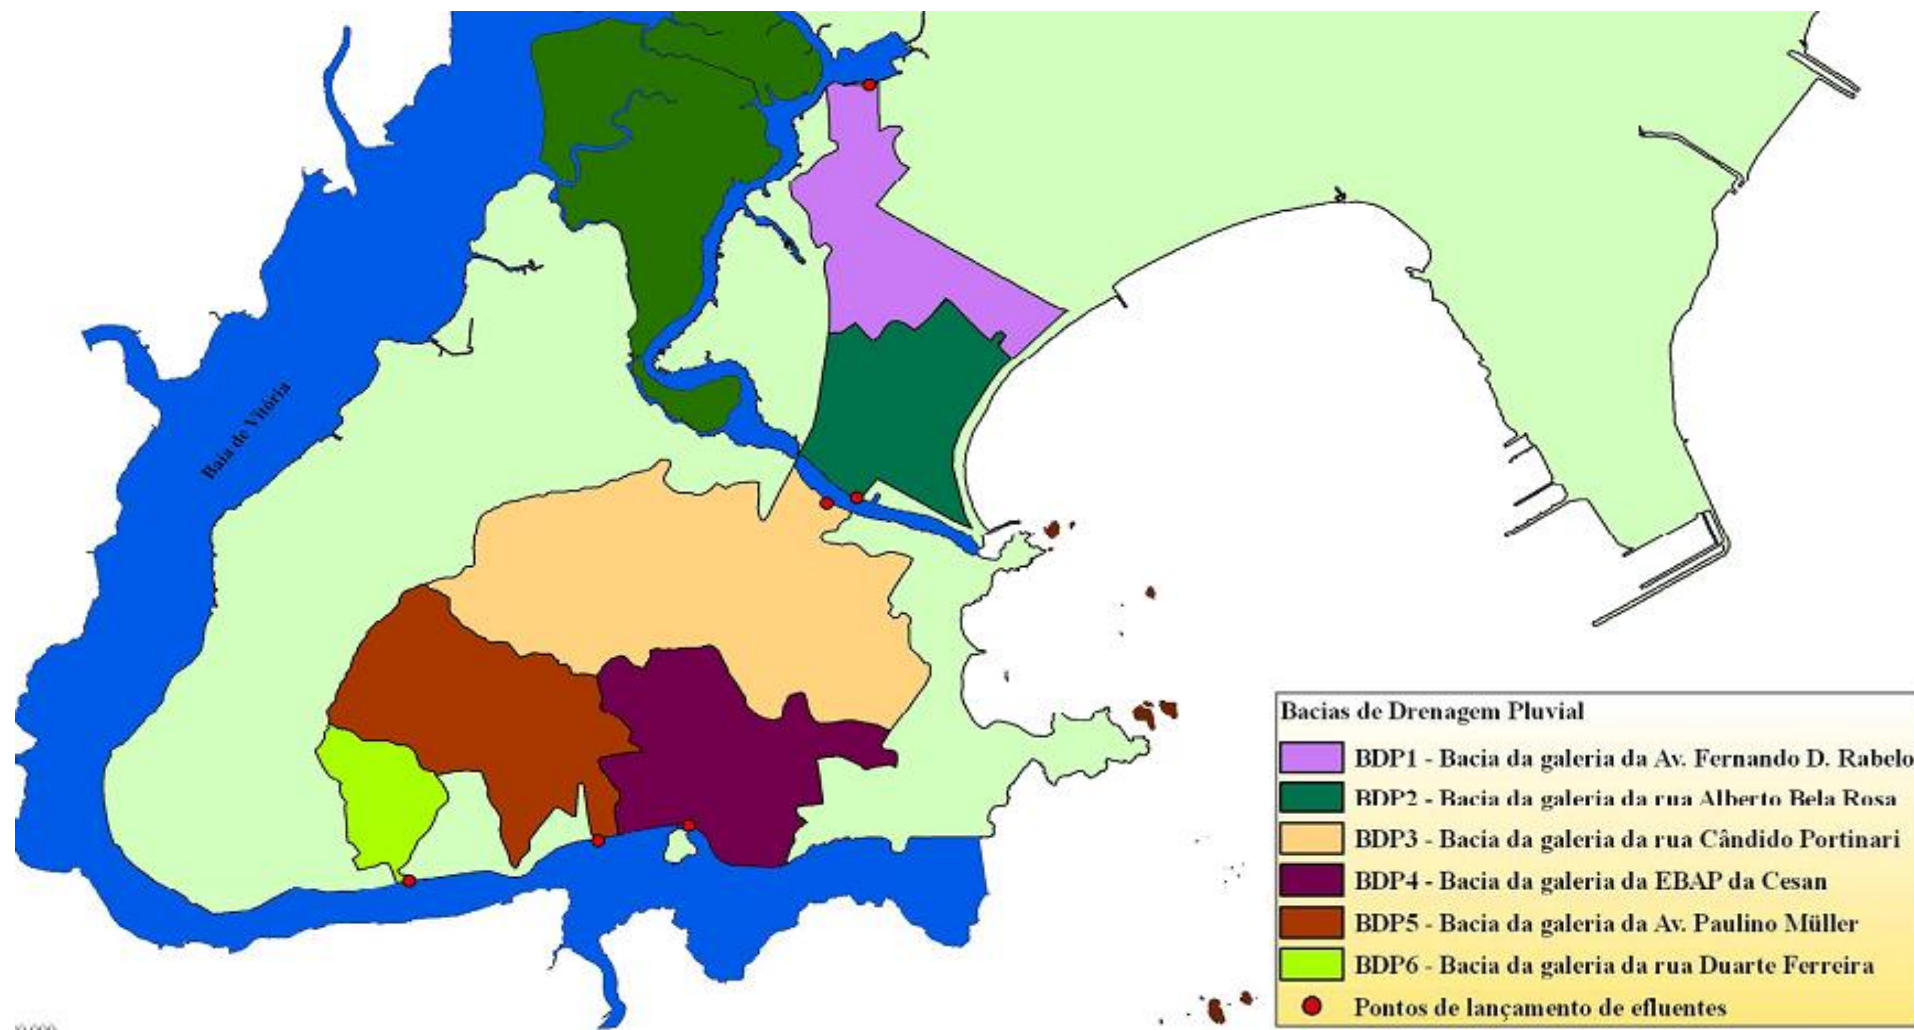 Baia de Vitória
Bacias de Drenagem Pluvial
BDP1 - Bacia da galeria da Av. Fernando D. Rabelo
BDP2 - Bacia da galeria da rua Alberto Bela Rosa
BDP3 - Bacia da galeria da rua Cândido Portinari
BDP4 - Bacia da galeria da EBAP da Cesan
BDP5 - Bacia da galeria da Av. Paulino Müller
BDP6 - Bacia da galeria da rua Duarte Ferreira
Pontos de lançamento de efluentes